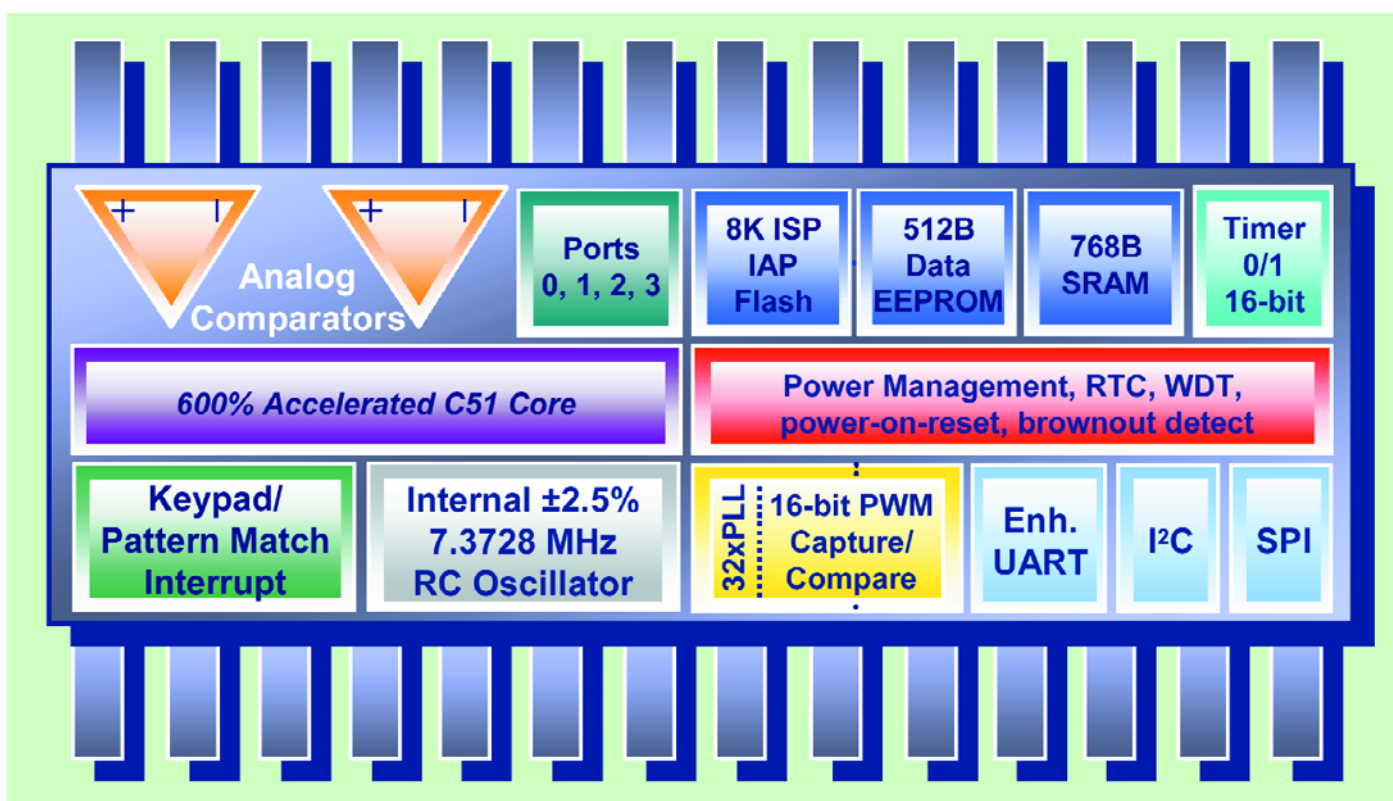 + -
+ -
Analog
Comparators
Ports
0, 1, 2, 3
8K ISP
IAP
Flash
512B
Data
EEPROM
768B
SRAM
Timer
0/1
16-bit
600% Accelerated C51 Core
Power Management, RTC, WDT,
power-on-reset, brownout detect
Keypad/
Pattern Match
Interrupt
Internal ±2.5%
7.3728 MHz
RC Oscillator
32xPLL
16-bit PWM
Capture/
Compare
Enh.
UART
I²C
SPI